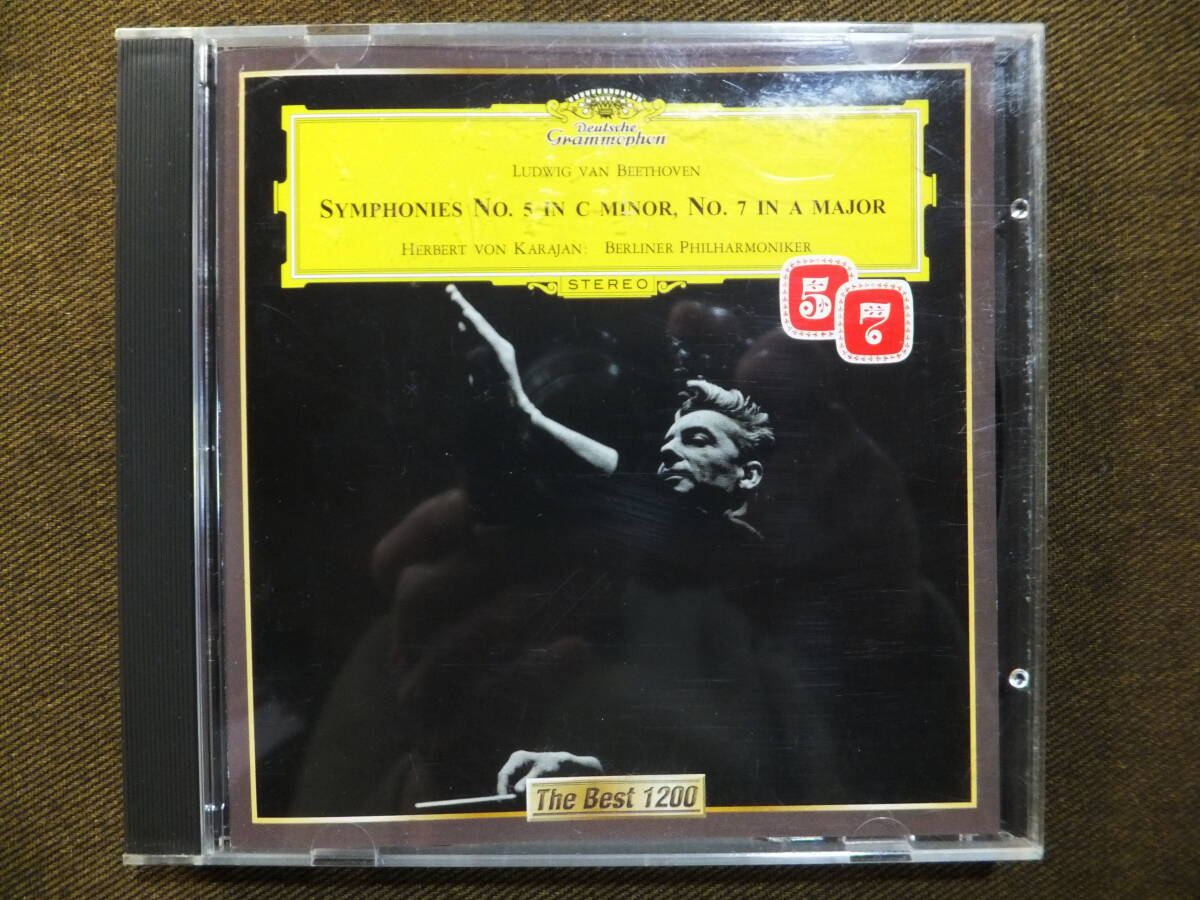 Deutsche
Grammophon
LUDWIG VAN BEETHOVEN
SYMPHONIES NO. 5 IN C MINOR, NO. 7 IN A MAJOR
HERBERT VON KARAJAN: BERLINER PHILHARMONIKER
STEREO
5
7
The Best 1200